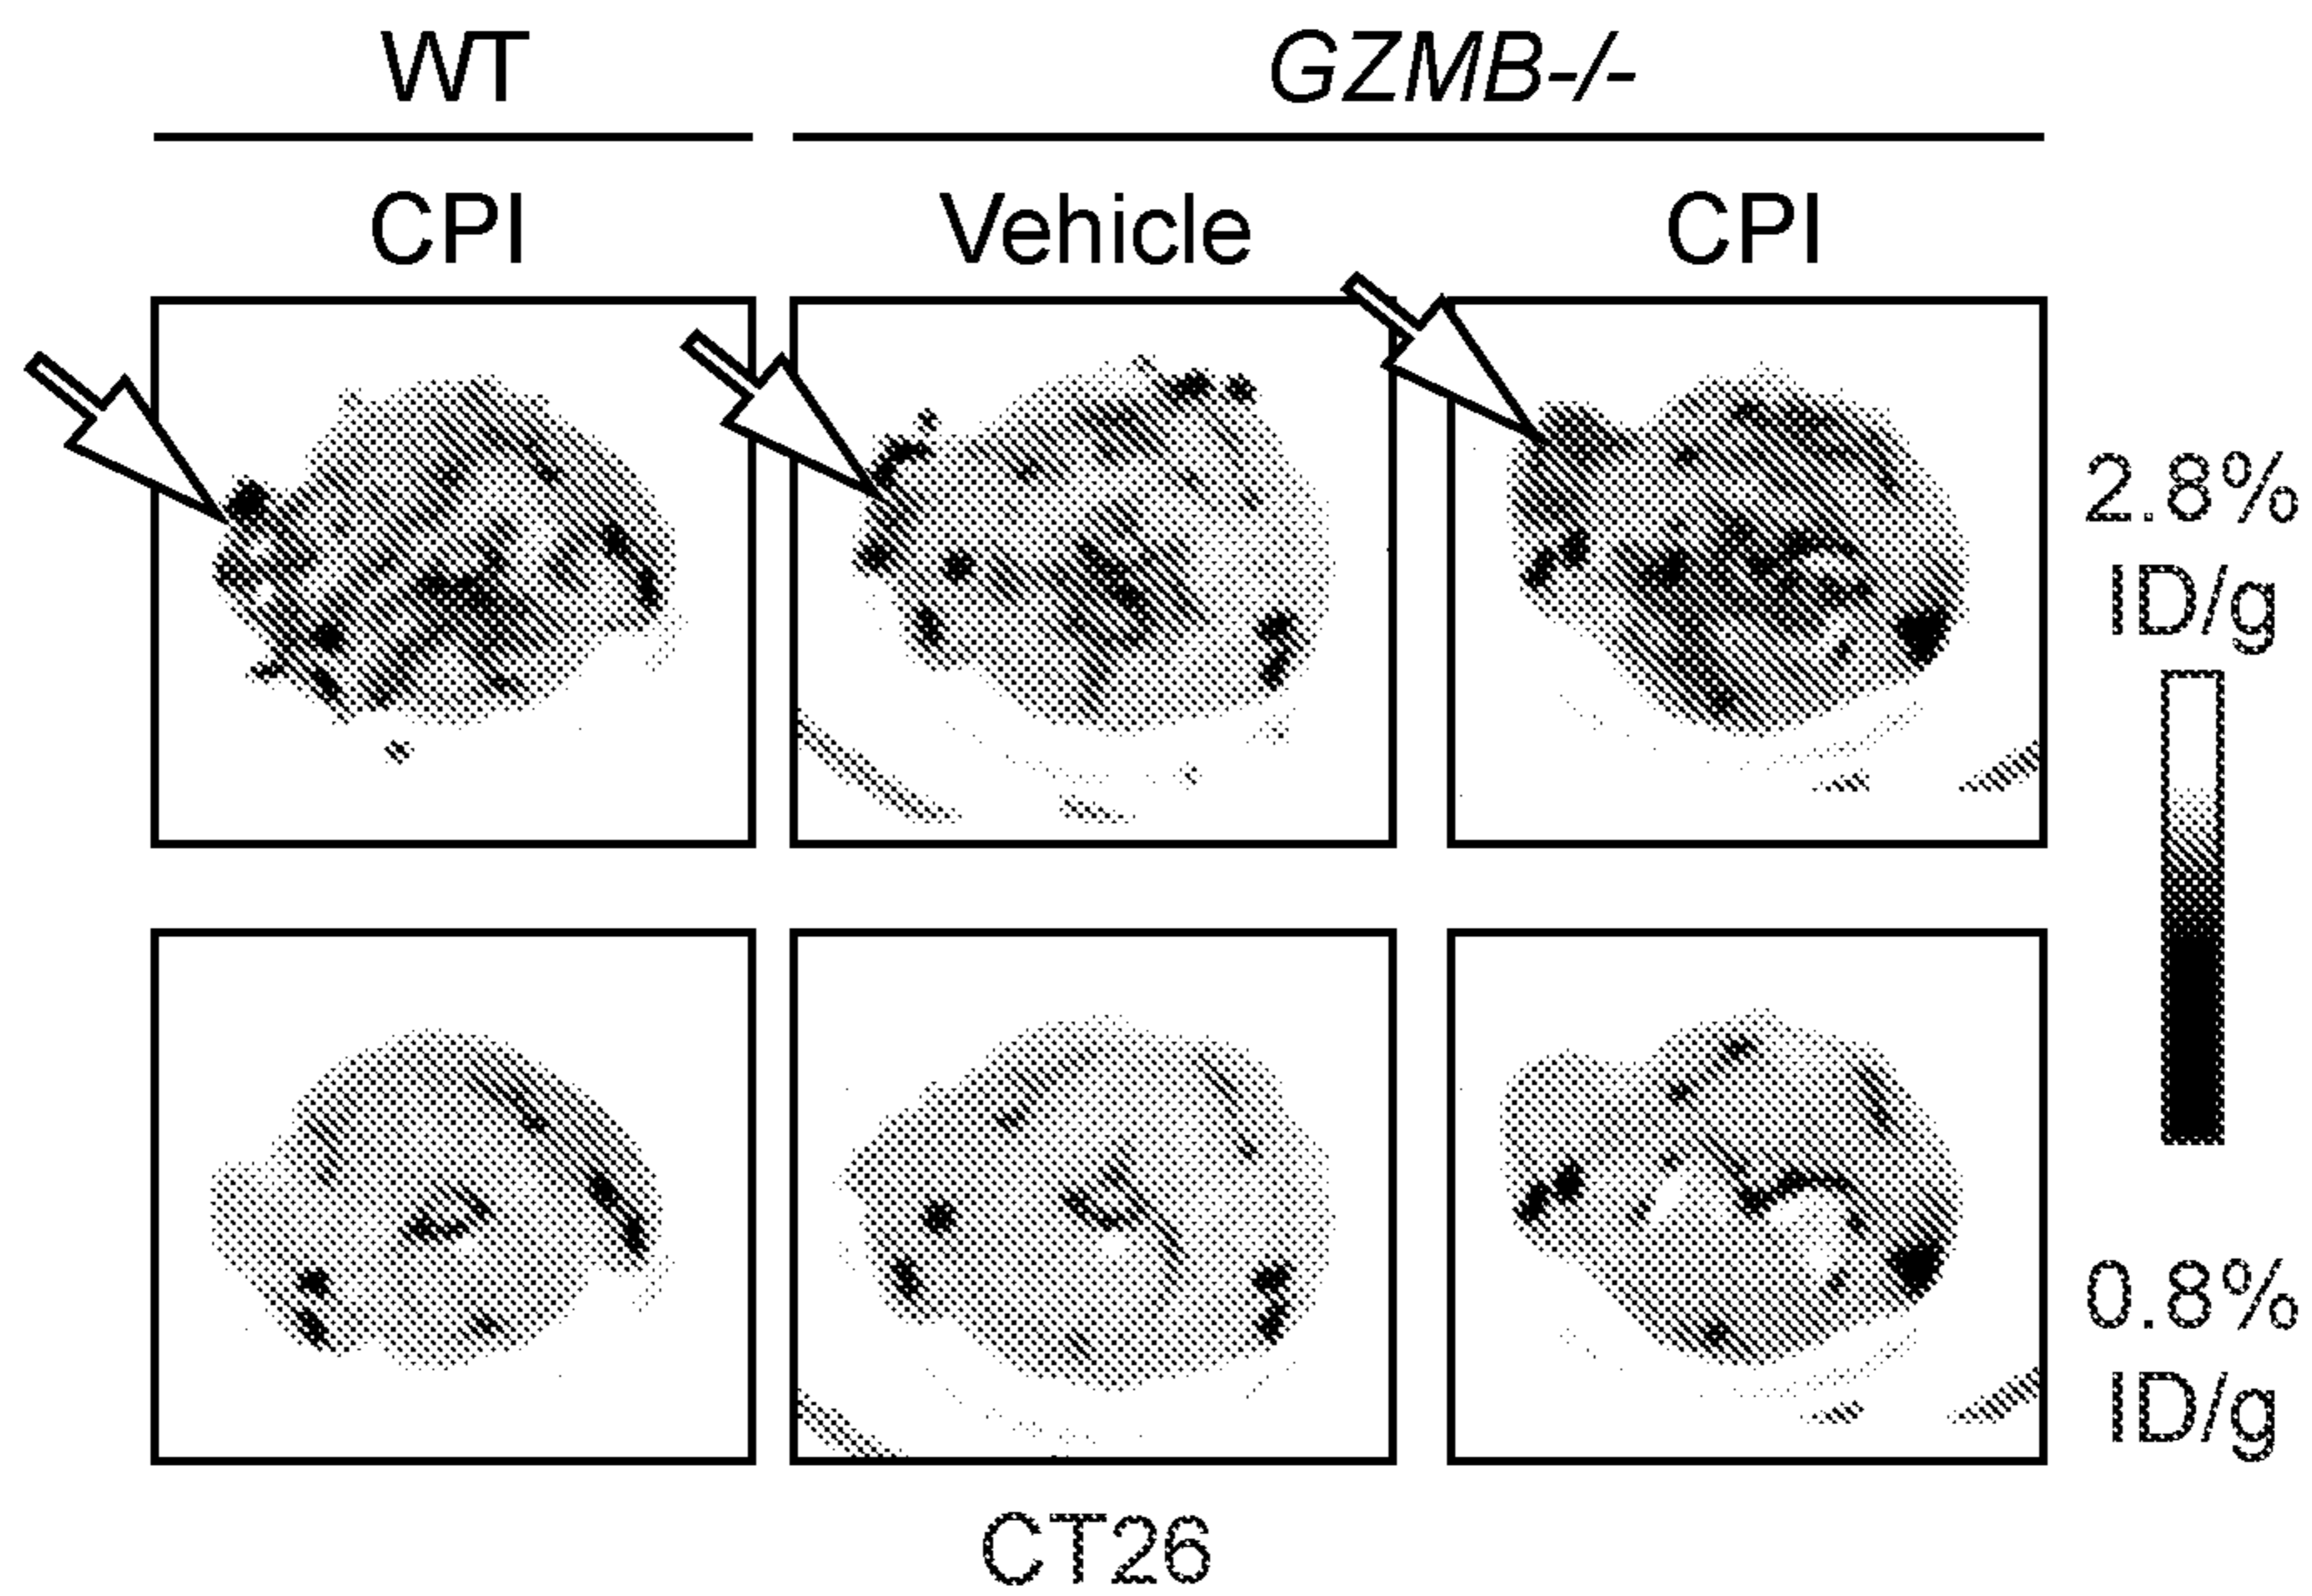 WT
GZMB-/-
CPI
Vehicle
CPI
2.8%
ID/g
0.8%
ID/g
CT26